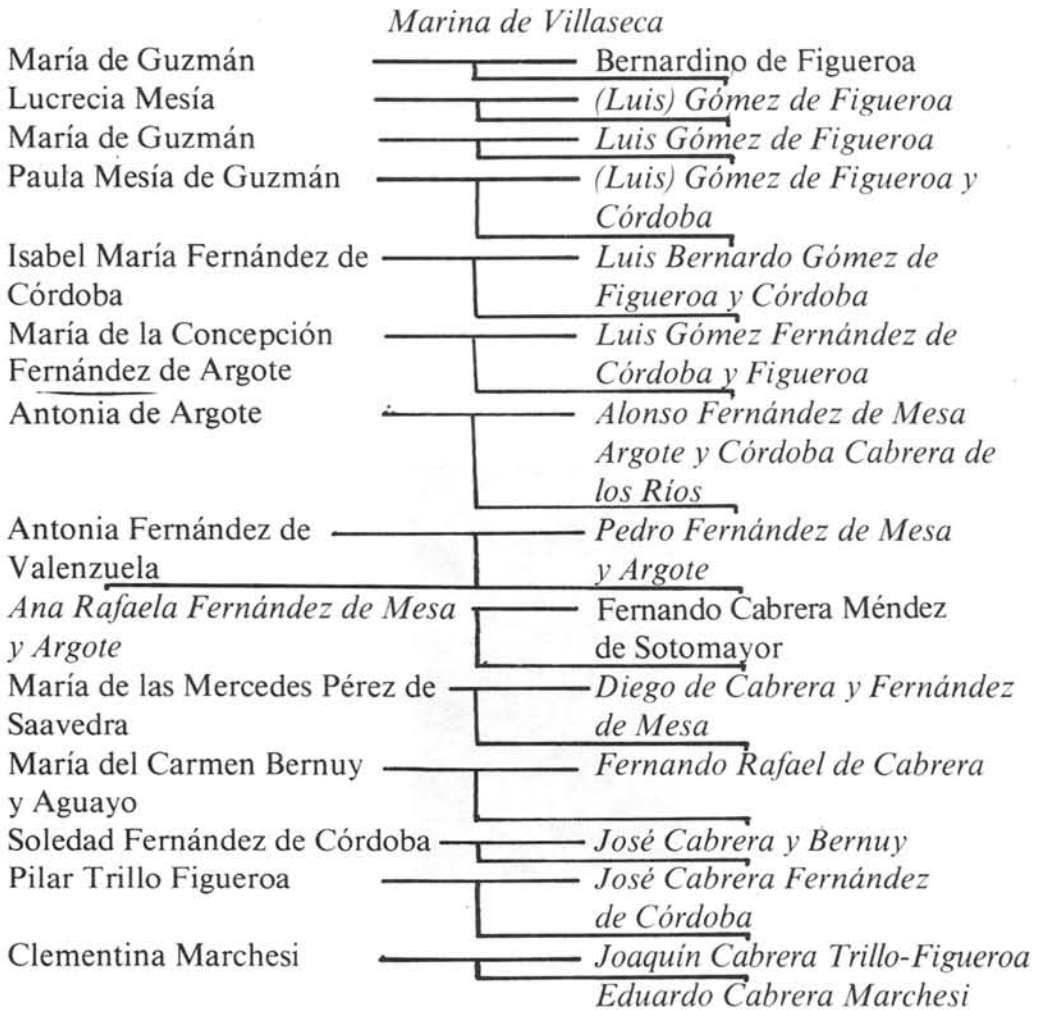 Marina de Villaseca
María de Guzmán Bernardino de Figueroa
Lucrecia Mesía (Luis) Gómez de Figueroa
María de Guzmán Luis Gómez de Figueroa
Paula Mesía de Guzmán (Luis) Gómez de Figueroa y
Córdoba
Isabel María Fernández de Luis Bernardo Gómez de
Córdoba Figueroa y Córdoba
María de la Concepción Luis Gómez Fernández de
Fernández de Argote Córdoba y Figueroa
Antonia de Argote Alonso Fernández de Mesa
Argote y Córdoba Cabrera de
los Ríos
Antonia Fernández de Pedro Fernández de Mesa
Valenzuela y Argote
Ana Rafaela Fernández de Mesa Fernando Cabrera Méndez
y Argote de Sotomayor
María de las Mercedes Pérez de Diego de Cabrera y Fernández
Saavedra de Mesa
María del Carmen Bernuy Fernando Rafael de Cabrera
y Aguayo
Soledad Fernández de Córdoba José Cabrera y Bernuy
Pilar Trillo Figueroa José Cabrera Fernández
de Córdoba
Clementina Marchesi Joaquín Cabrera Trillo-Figueroa
Eduardo Cabrera Marchesi